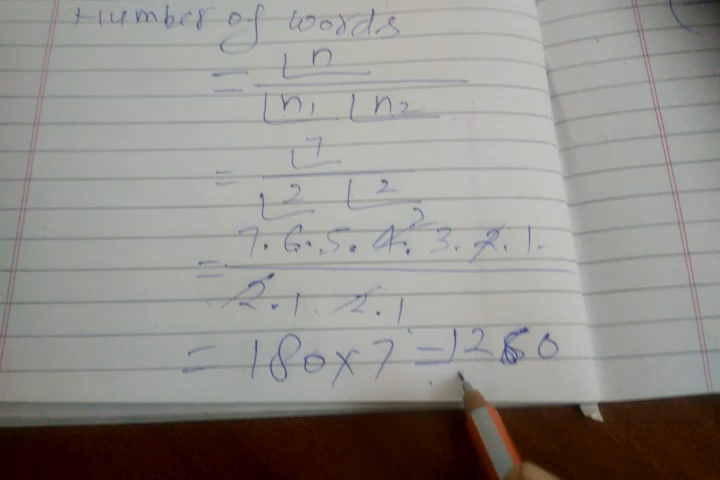 Number of words
= ⌊n
⌊n1 ⌊n2
= ⌊7
⌊2 ⌊2
= 7.6.5.4.2 3.2.1.
2.1.2.1
= 180×7 = 1260